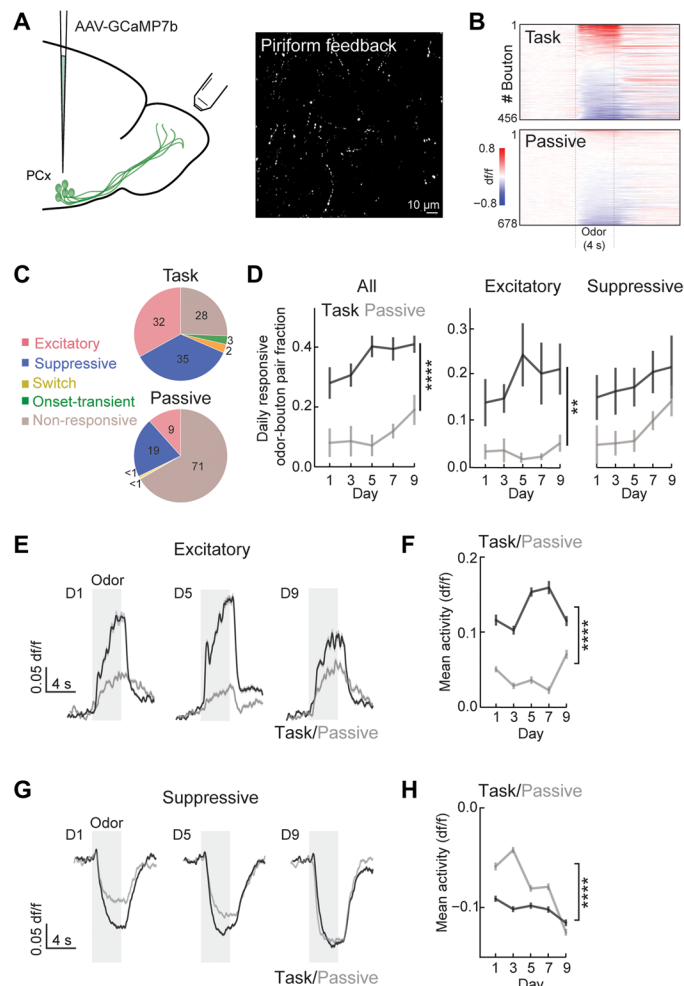 A
AAV-GCaMP7b
PCx
Piriform feedback
10 µm
B
Task
1
# Bouton
456
Passive
1
0.8
df/f
−0.8
678
Odor
(4 s)
C
Task
32
28
3
2
35
Excitatory
Suppressive
Switch
Onset-transient
Non-responsive
Passive
9
19
71
<1
<1
D
All
Excitatory
Suppressive
Task Passive
Daily responsive
odor-bouton pair fraction
0.4
0.2
0.0
1 3 5 7 9
Day
****
0.3
0.2
0.1
0.0
1 3 5 7 9
Day
**
1 3 5 7 9
Day
E
Excitatory
D1
Odor
D5
D9
0.05 df/f
4 s
Task/Passive
F
Task/Passive
Mean activity (df/f)
0.2
0.1
0.0
1 3 5 7 9
Day
****
G
Suppressive
D1
Odor
D5
D9
0.05 df/f
4 s
Task/Passive
H
Task/Passive
Mean activity (df/f)
0.0
−0.1
1 3 5 7 9
Day
****